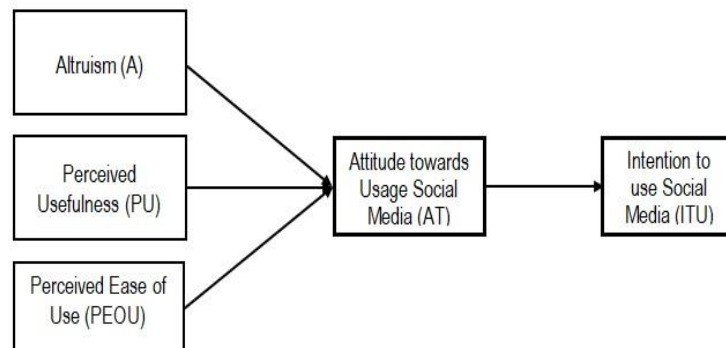 Altruism (A)
Perceived
Usefulness (PU)
Perceived Ease of
Use (PEOU)
Attitude towards
Usage Social
Media (AT)
Intention to
use Social
Media (ITU)